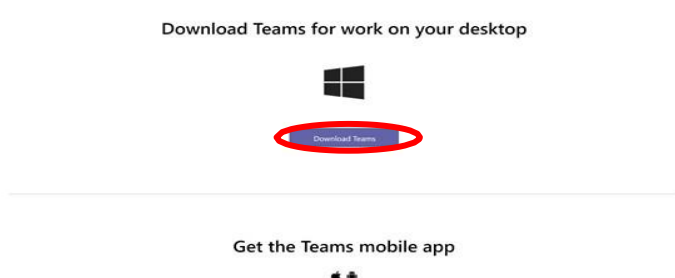 Download Teams for work on your desktop
Download Teams
Get the Teams mobile app